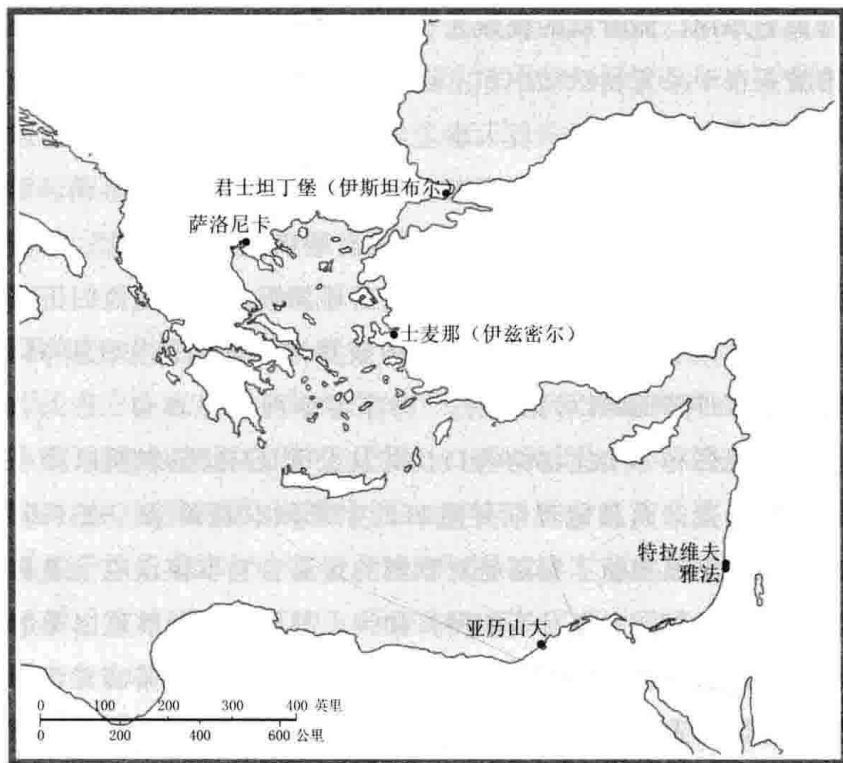 君士坦丁堡（伊斯坦布尔）
萨洛尼卡
士麦那（伊兹密尔）
特拉维夫
雅法
亚历山大
0 100 200 300 400 英里
0 200 400 600 公里